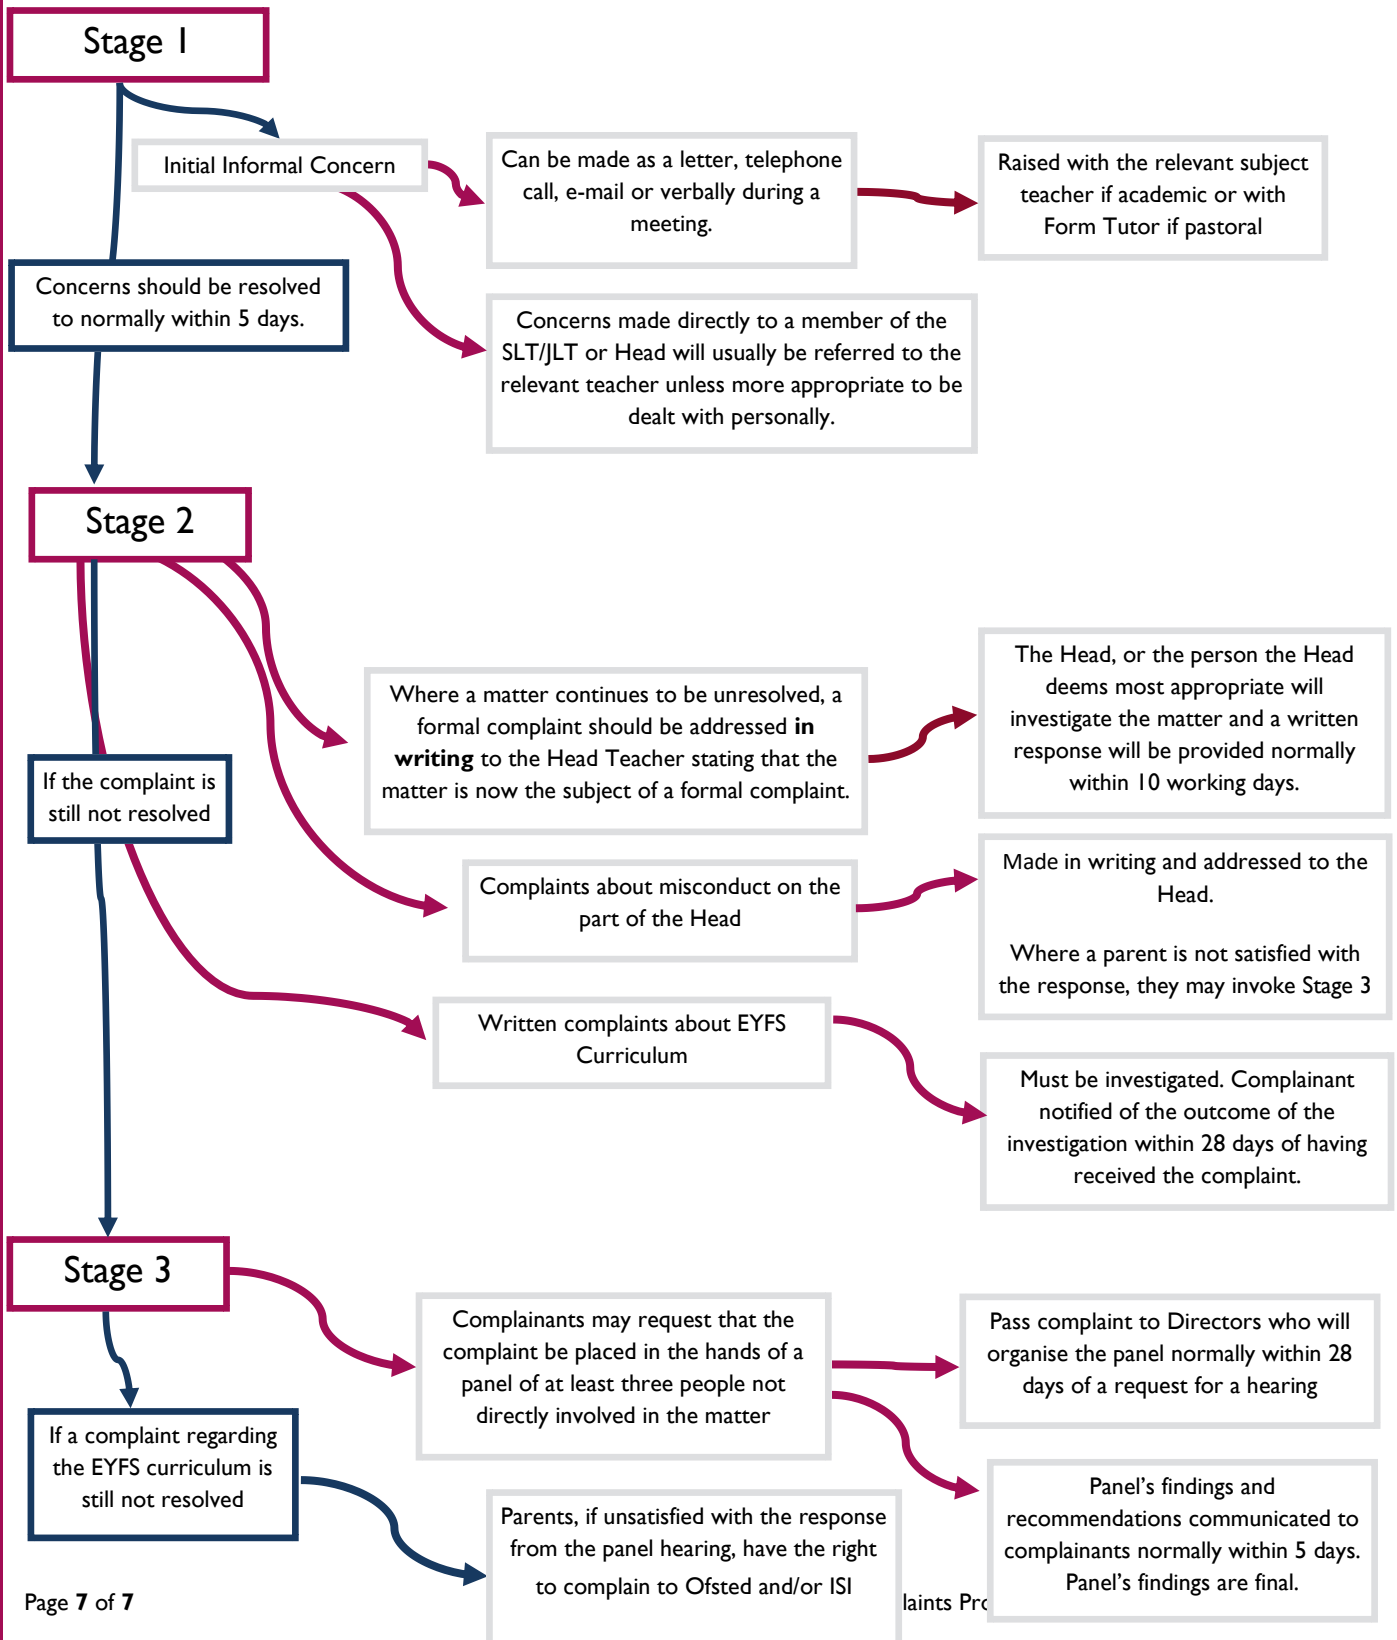 Stage 1
Initial Informal Concern
Can be made as a letter, telephone
call, e-mail or verbally during a
meeting.
Raised with the relevant subject
teacher if academic or with
Form Tutor if pastoral
Concerns should be resolved
to normally within 5 days.
Concerns made directly to a member of the
SLT/JLT or Head will usually be referred to the
relevant teacher unless more appropriate to be
dealt with personally.
Stage 2
Where a matter continues to be unresolved, a
formal complaint should be addressed in
writing to the Head Teacher stating that the
matter is now the subject of a formal complaint.
The Head, or the person the Head
deems most appropriate will
investigate the matter and a written
response will be provided normally
within 10 working days.
If the complaint is
still not resolved
Complaints about misconduct on the
part of the Head
Made in writing and addressed to the
Head.
Where a parent is not satisfied with
the response, they may invoke Stage 3
Written complaints about EYFS
Curriculum
Must be investigated. Complainant
notified of the outcome of the
investigation within 28 days of having
received the complaint.
Stage 3
Complainants may request that the
complaint be placed in the hands of a
panel of at least three people not
directly involved in the matter
Pass complaint to Directors who will
organise the panel normally within 28
days of a request for a hearing
If a complaint regarding
the EYFS curriculum is
still not resolved
Panel's findings and
recommendations communicated to
complainants normally within 5 days.
Panel's findings are final.
Parents, if unsatisfied with the response
from the panel hearing, have the right
to complain to Ofsted and/or ISI
Page 7 of 7
laints Pro